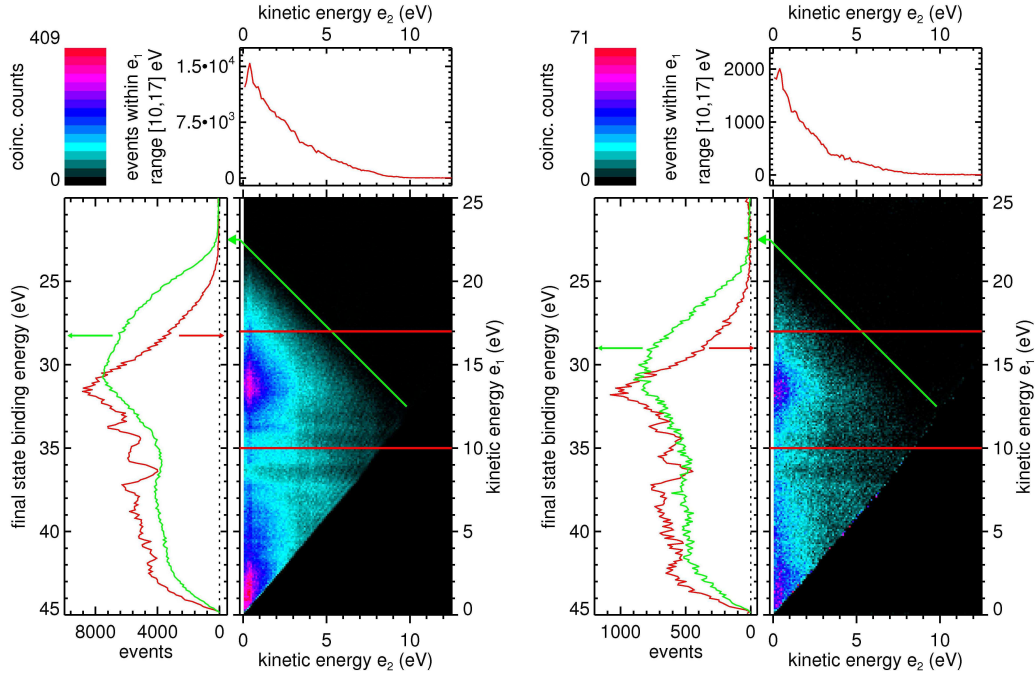 kinetic energy e₂ (eV)
0 5 10
409
coinc. counts
0
events within e₁
range [10,17] eV
1.5•10⁴
7.5•10³
0
final state binding energy (eV)
25
30
35
40
45
8000 4000 0
events
25
20
15
10
5
0
kinetic energy e₁ (eV)
0 5 10
kinetic energy e₂ (eV)
kinetic energy e₂ (eV)
0 5 10
71
coinc. counts
0
events within e₁
range [10,17] eV
2000
1000
0
final state binding energy (eV)
25
30
35
40
45
1000 500 0
events
25
20
15
10
5
0
kinetic energy e₁ (eV)
0 5 10
kinetic energy e₂ (eV)